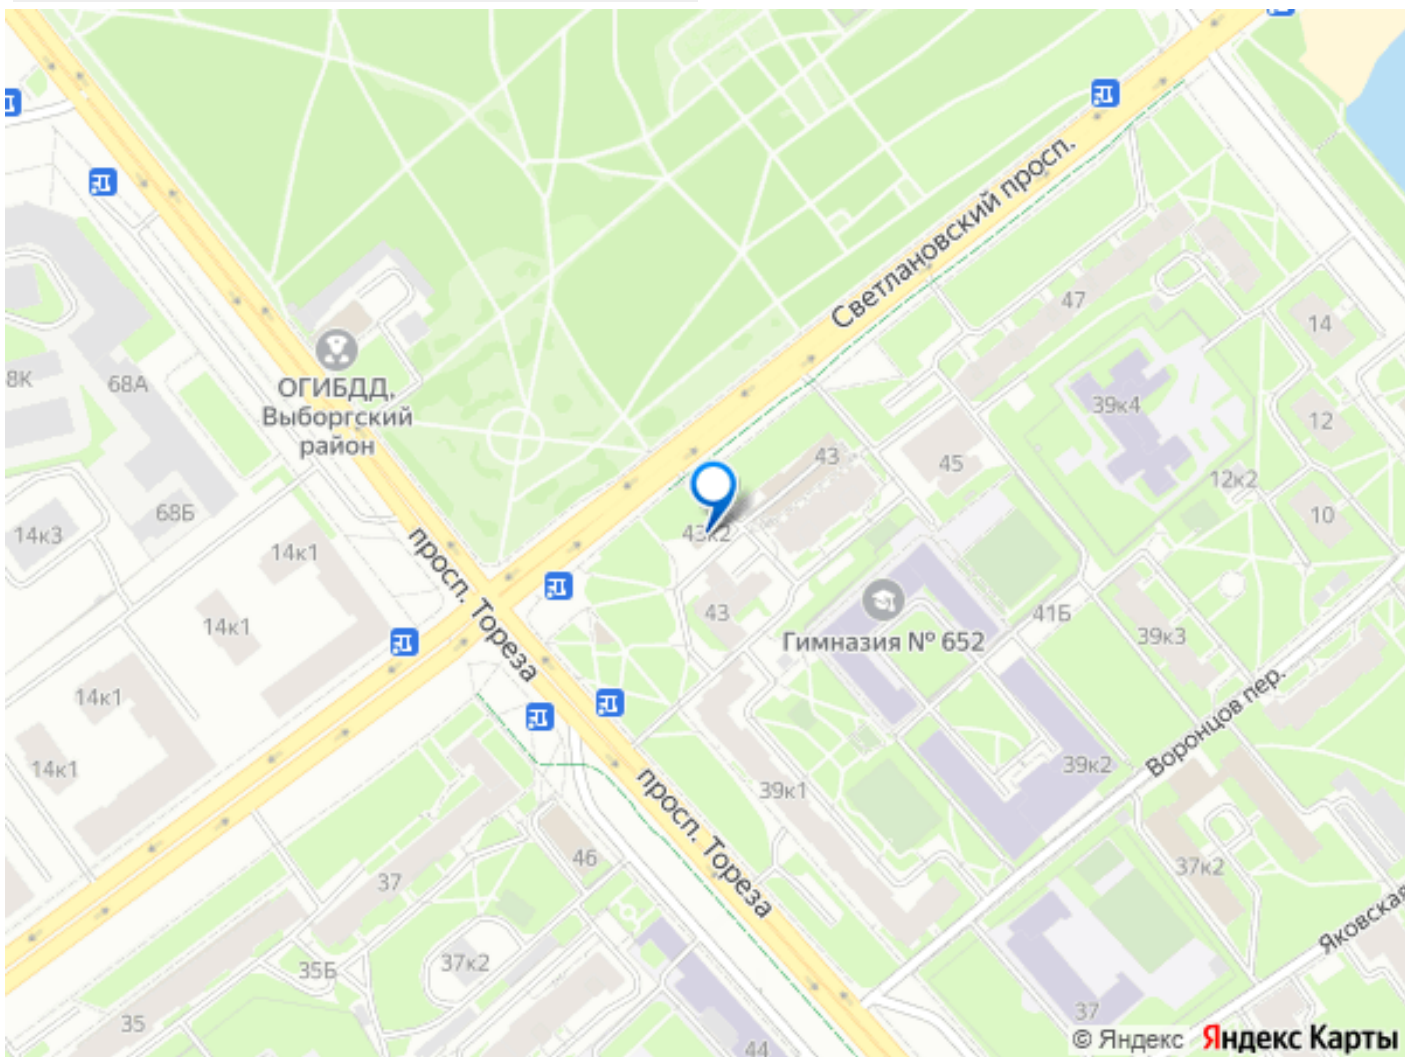 Светлановский просп.
47
14
8К
68А
ОГИБДД,
Выборгский
район
39к4
12
43
45
12к2
68Б
14к3
14к1
43к2
10
просп. Тореза
14к1
43
Гимназия № 652
41Б
39к3
14к1
Воронцов пер.
14к1
39к1
39к2
просп. Тореза
46
37
37к2
Яковская
35Б
37к2
35
37
44
© Яндекс Яндекс Карты